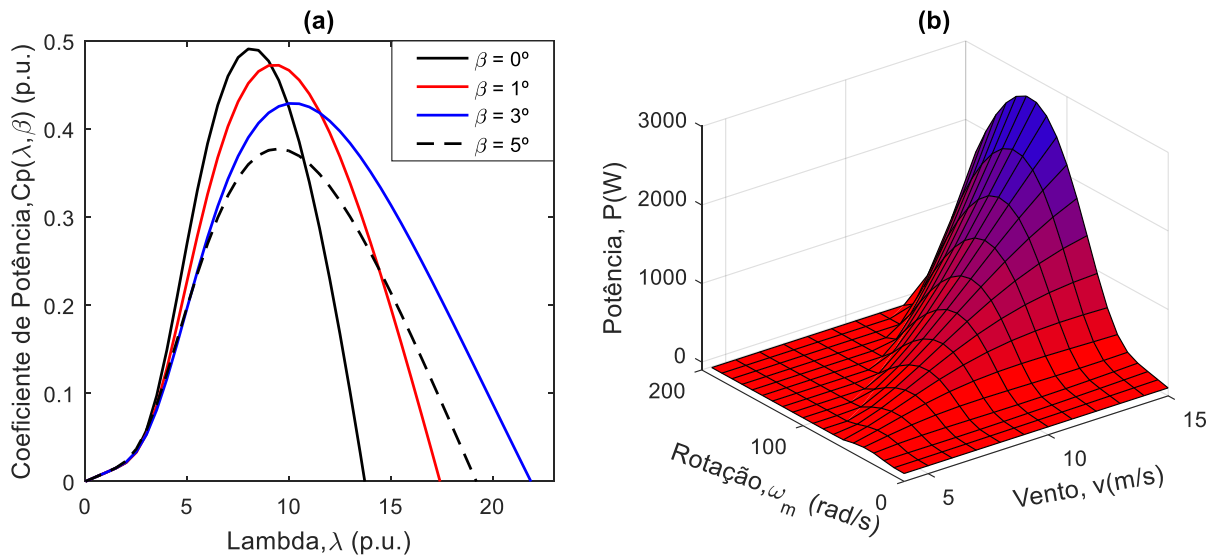 (a)
Coeficiente de Potência,Cp(λ,β) (p.u.)
0.5
0.4
0.3
0.2
0.1
0
0
5
10
15
20
Lambda,λ (p.u.)
β = 0º
β = 1º
β = 3º
β = 5º
(b)
Potência, P(W)
3000
2000
1000
0
200
100
0
Rotação,ωm (rad/s)
5
10
15
Vento, v(m/s)